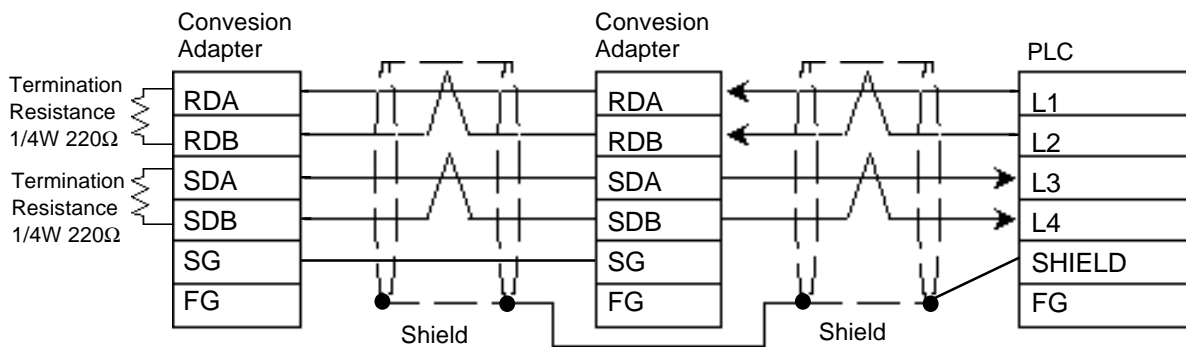 Convesion
Adapter
Termination
Resistance
1/4W 220Ω
Termination
Resistance
1/4W 220Ω
RDA
RDB
SDA
SDB
SG
FG
Shield
Convesion
Adapter
RDA
RDB
SDA
SDB
SG
FG
Shield
PLC
L1
L2
L3
L4
SHIELD
FG